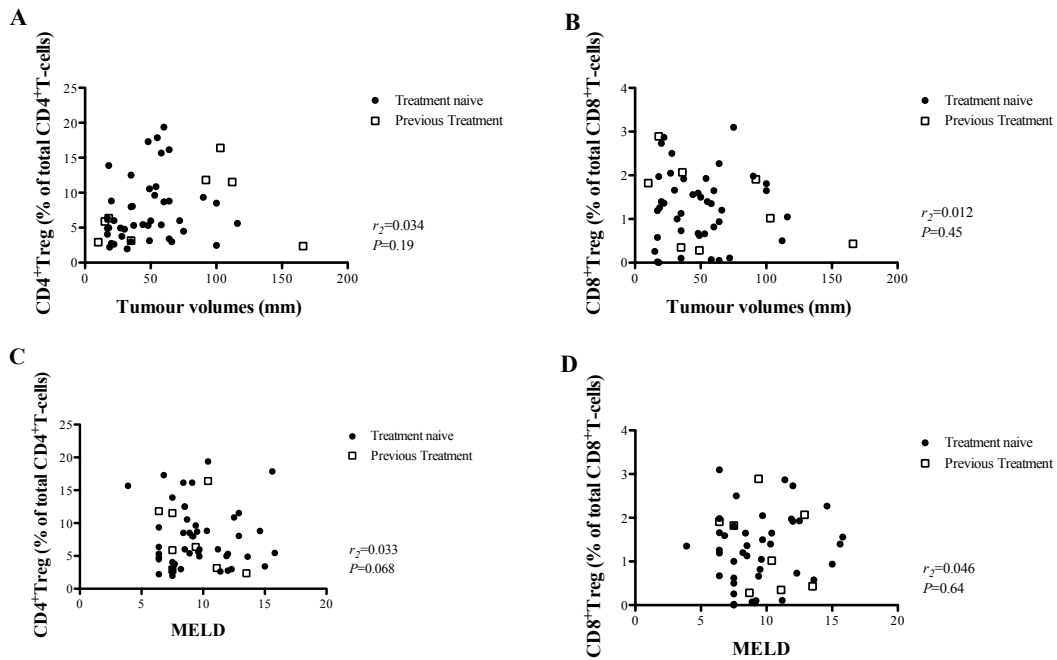 A
CD4+Treg (% of total CD4+T-cells)
25
20
15
10
5
0
0 50 100 150 200
Tumour volumes (mm)
Treatment naive
Previous Treatment
r2=0.034
P=0.19
B
CD8+Treg (% of total CD8+T-cells)
4
3
2
1
0
0 50 100 150 200
Tumour volumes (mm)
Treatment naive
Previous Treatment
r2=0.012
P=0.45
C
CD4+Treg (% of total CD4+T-cells)
25
20
15
10
5
0
0 5 10 15 20
MELD
Treatment naive
Previous Treatment
r2=0.033
P=0.068
D
CD8+Treg (% of total CD8+T-cells)
4
3
2
1
0
0 5 10 15 20
MELD
Treatment naive
Previous Treatment
r2=0.046
P=0.64